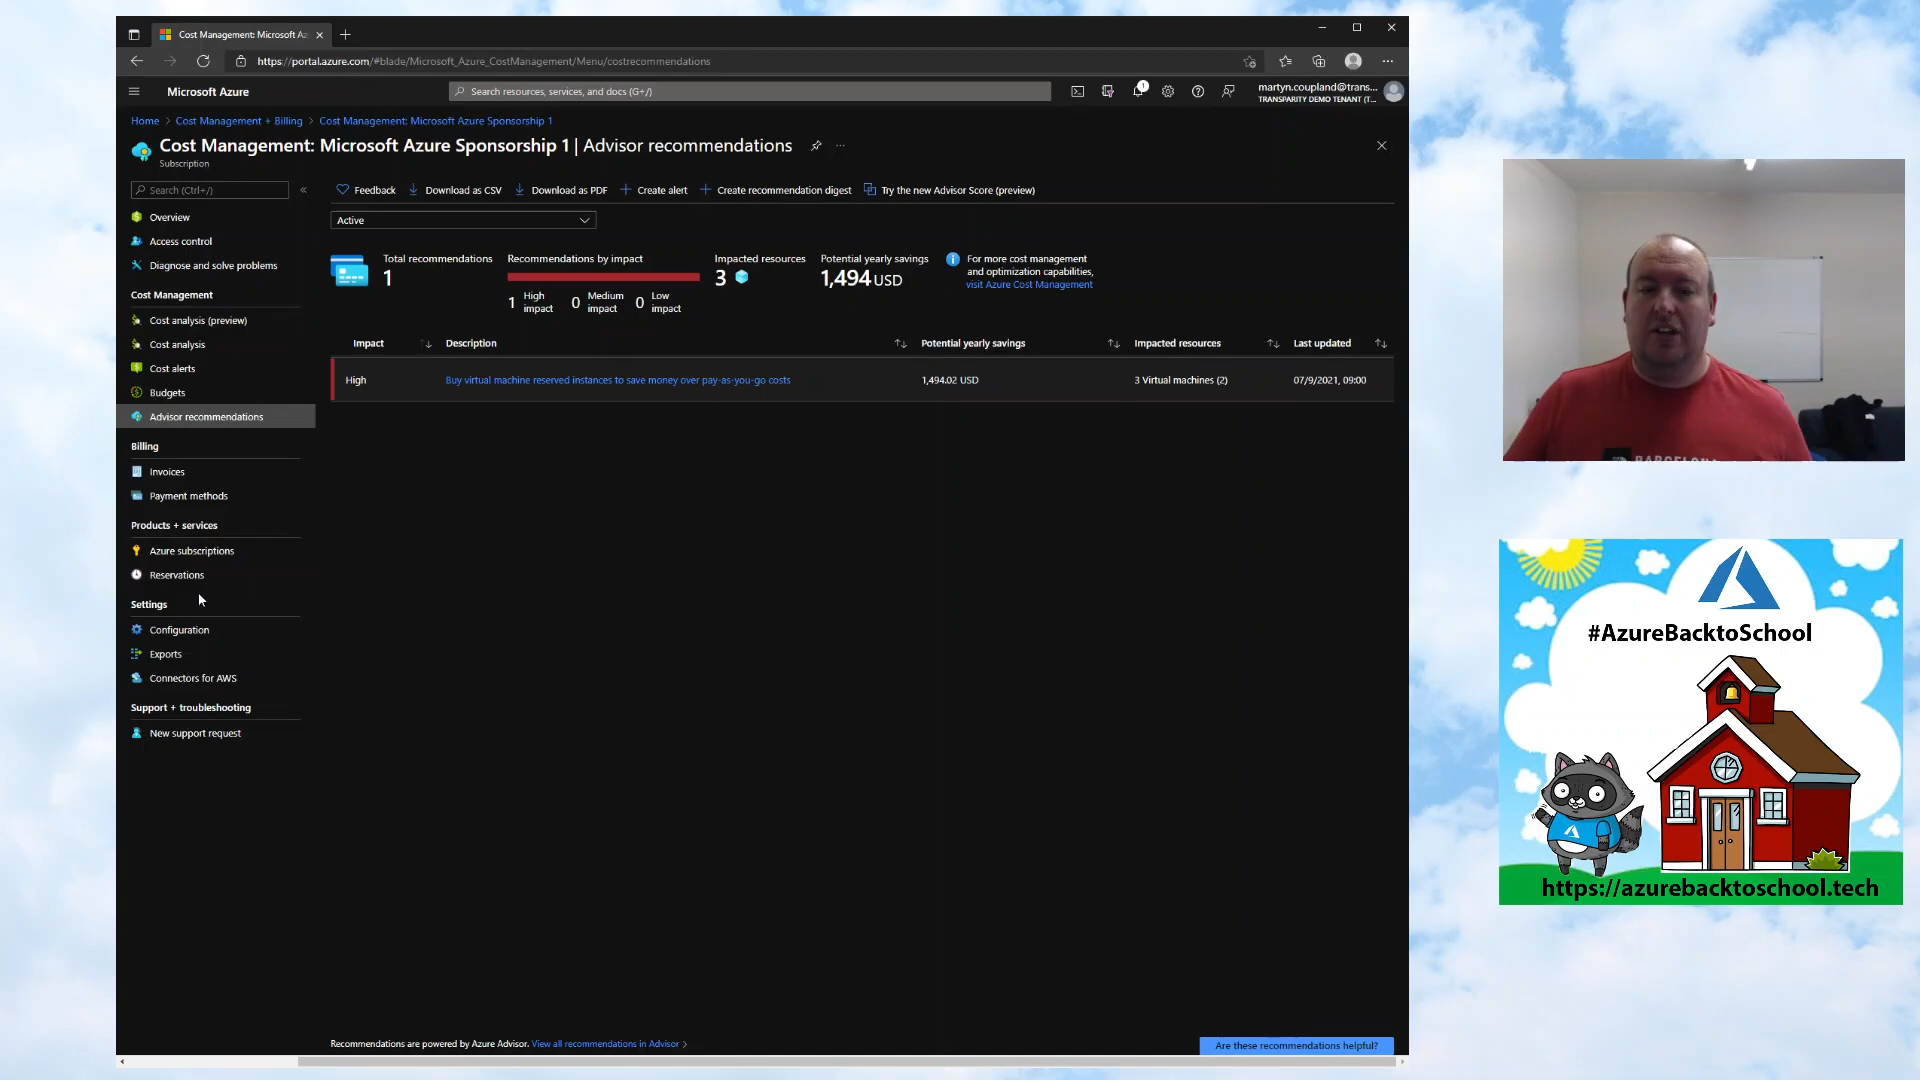 Cost Management: Microsoft Az
https://portal.azure.com/#blade/Microsoft_Azure_CostManagement/Menu/costrecommendations
Microsoft Azure
Search resources, services, and docs (G+/)
1
martyn.coupland@trans...
TRANSPARITY DEMO TENANT (T...
Home > Cost Management + Billing > Cost Management: Microsoft Azure Sponsorship 1
Cost Management: Microsoft Azure Sponsorship 1 | Advisor recommendations
Subscription
Search (Ctrl+/)
Overview
Access control
Diagnose and solve problems
Cost Management
Cost analysis (preview)
Cost analysis
Cost alerts
Budgets
Advisor recommendations
Billing
Invoices
Payment methods
Products + services
Azure subscriptions
Reservations
Settings
Configuration
Exports
Connectors for AWS
Support + troubleshooting
New support request
Feedback Download as CSV Download as PDF Create alert Create recommendation digest Try the new Advisor Score (preview)
Active
Total recommendations
1
Recommendations by impact
1 High impact 0 Medium impact 0 Low impact
Impacted resources
3
Potential yearly savings
1,494 USD
For more cost management
and optimization capabilities,
visit Azure Cost Management
Impact Description Potential yearly savings Impacted resources Last updated
High Buy virtual machine reserved instances to save money over pay-as-you-go costs 1,494.02 USD 3 Virtual machines (2) 07/9/2021, 09:00
Recommendations are powered by Azure Advisor. View all recommendations in Advisor >
Are these recommendations helpful?
#AzureBacktoSchool
https://azurebacktoschool.tech